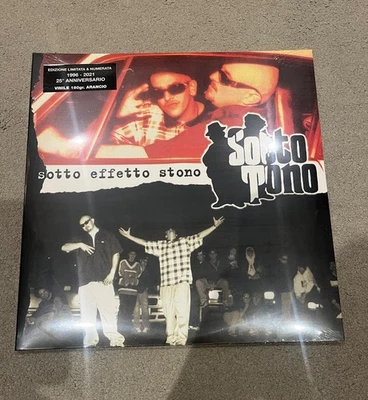 EDIZIONE LIMITATA & NUMERATA
1996 - 2021
25° ANNIVERSARIO
VINILE 180gr. ARANCIO
Sotto
Tono
sotto effetto stono